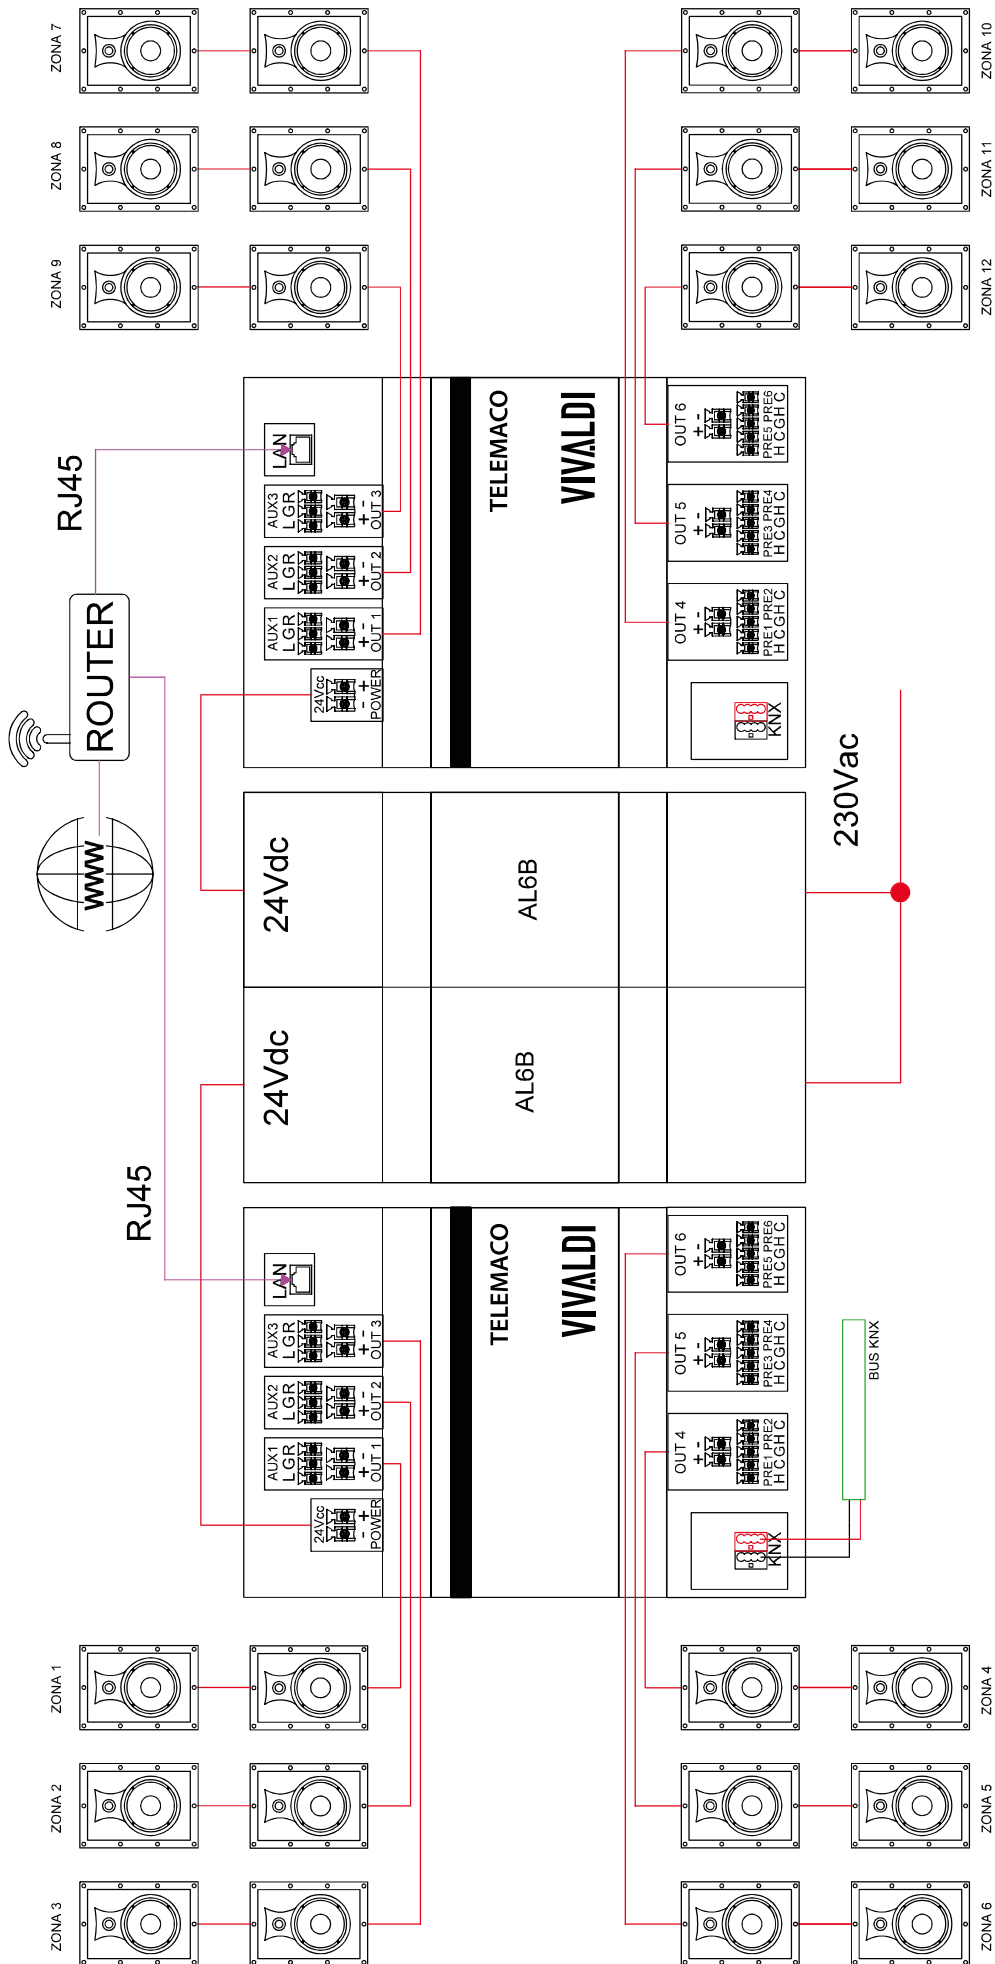 ZONA 7
ZONA 8
ZONA 9
ZONA 10
ZONA 11
ZONA 12
RJ45
ROUTER
WWW
LAN
AUX3
L G R
+ -
OUT 3
AUX2
L G R
+ -
OUT 2
AUX1
L G R
+ -
OUT 1
24Vcc
- +
POWER
TELEMACO
VIVALDI
OUT 6
+ -
PRE5 PRE6
H C G H C
OUT 5
+ -
PRE3 PRE4
H C G H C
OUT 4
+ -
PRE1 PRE2
H C G H C
KNX
24Vdc
AL6B
230Vac
24Vdc
AL6B
RJ45
LAN
AUX3
L G R
+ -
OUT 3
AUX2
L G R
+ -
OUT 2
AUX1
L G R
+ -
OUT 1
24Vcc
- +
POWER
TELEMACO
VIVALDI
OUT 6
+ -
PRE5 PRE6
H C G H C
OUT 5
+ -
PRE3 PRE4
H C G H C
OUT 4
+ -
PRE1 PRE2
H C G H C
KNX
BUS KNX
ZONA 1
ZONA 2
ZONA 3
ZONA 4
ZONA 5
ZONA 6